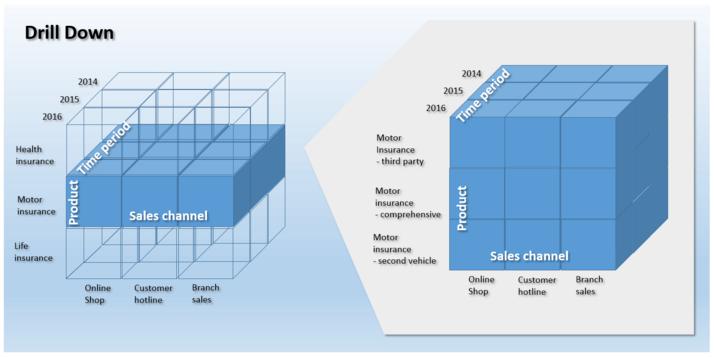 Drill Down
2014
2015
2016
Time period
Health
insurance
Motor
insurance
Life
insurance
Product
Sales channel
Online
Shop
Customer
hotline
Branch
sales
2014
2015
2016
Time period
Motor
Insurance
- third party
Motor
insurance
- comprehensive
Motor
insurance
- second vehicle
Product
Sales channel
Online
Shop
Customer
hotline
Branch
sales